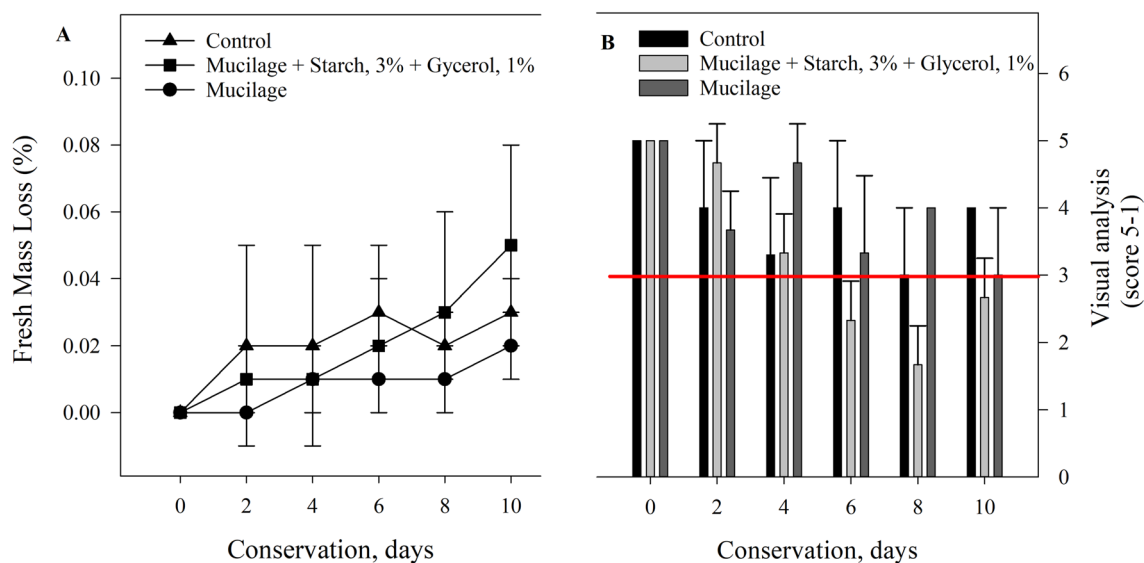 A
Control
Mucilage + Starch, 3% + Gycerol, 1%
Mucilage
Fresh Mass Loss (%)
0.10
0.08
0.06
0.04
0.02
0.00
0 2 4 6 8 10
Conservation, days
B
Control
Mucilage + Starch, 3% + Glycerol, 1%
Mucilage
6
5
4
3
2
1
0
Visual analysis
(score 5-1)
0 2 4 6 8 10
Conservation, days